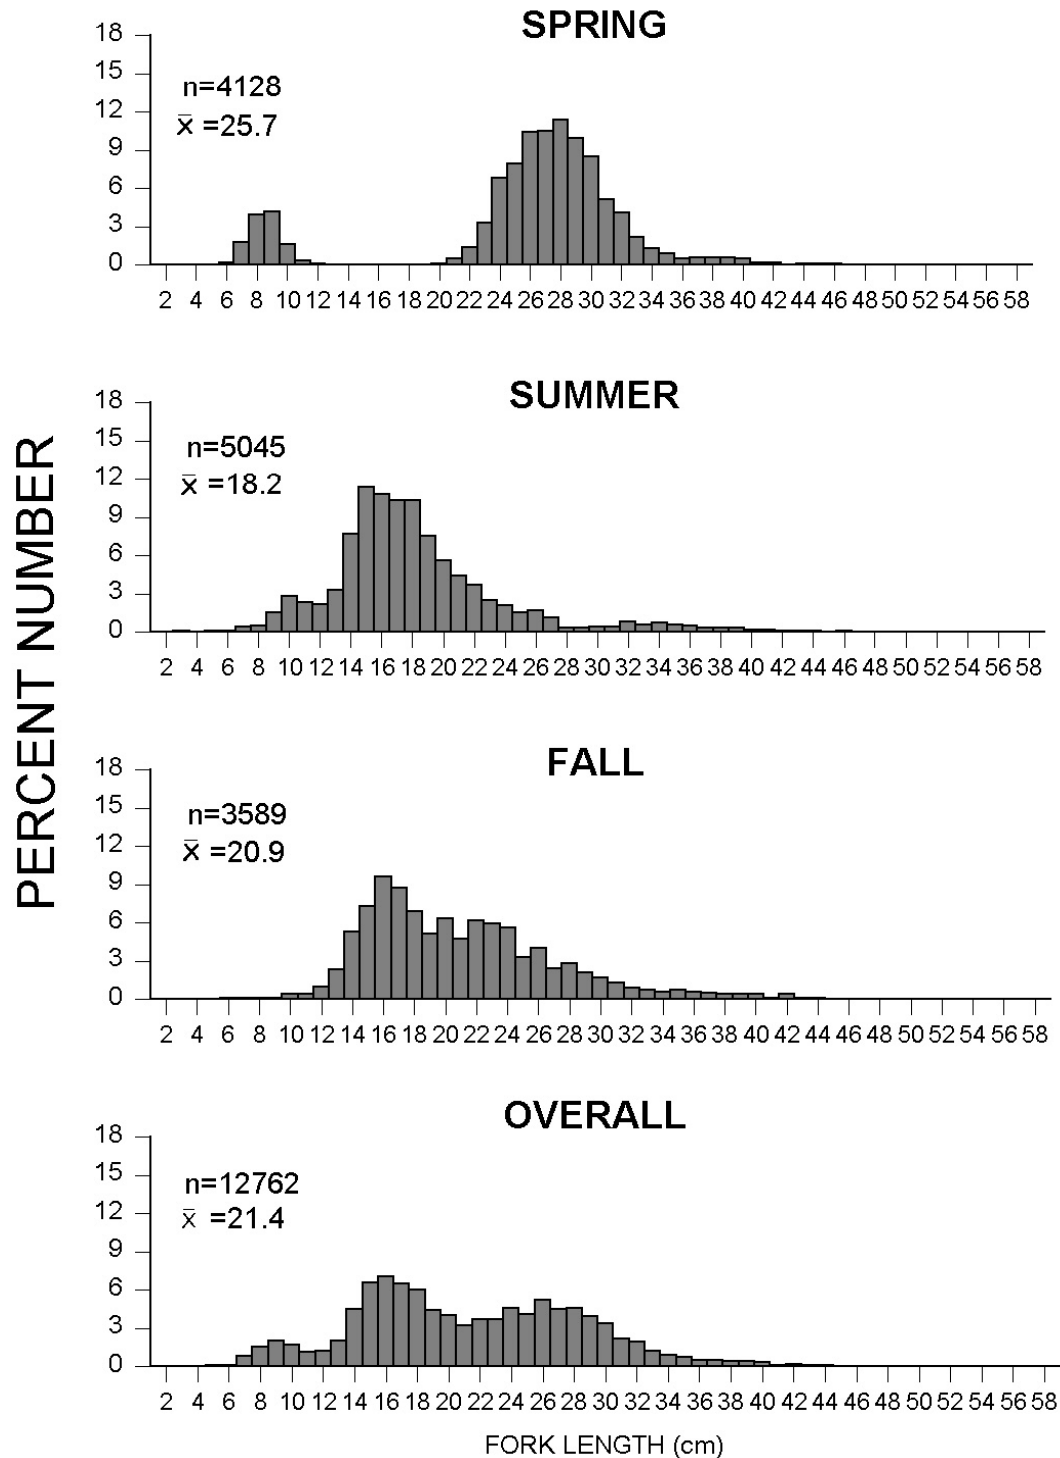 SPRING
18
15
12
9
6
3
0
n=4128
x̄ =25.7
2 4 6 8 10 12 14 16 18 20 22 24 26 28 30 32 34 36 38 40 42 44 46 48 50 52 54 56 58
PERCENT NUMBER
SUMMER
18
15
12
9
6
3
0
n=5045
x̄ =18.2
2 4 6 8 10 12 14 16 18 20 22 24 26 28 30 32 34 36 38 40 42 44 46 48 50 52 54 56 58
FALL
18
15
12
9
6
3
0
n=3589
x̄ =20.9
2 4 6 8 10 12 14 16 18 20 22 24 26 28 30 32 34 36 38 40 42 44 46 48 50 52 54 56 58
OVERALL
18
15
12
9
6
3
0
n=12762
x̄ =21.4
2 4 6 8 10 12 14 16 18 20 22 24 26 28 30 32 34 36 38 40 42 44 46 48 50 52 54 56 58
FORK LENGTH (cm)